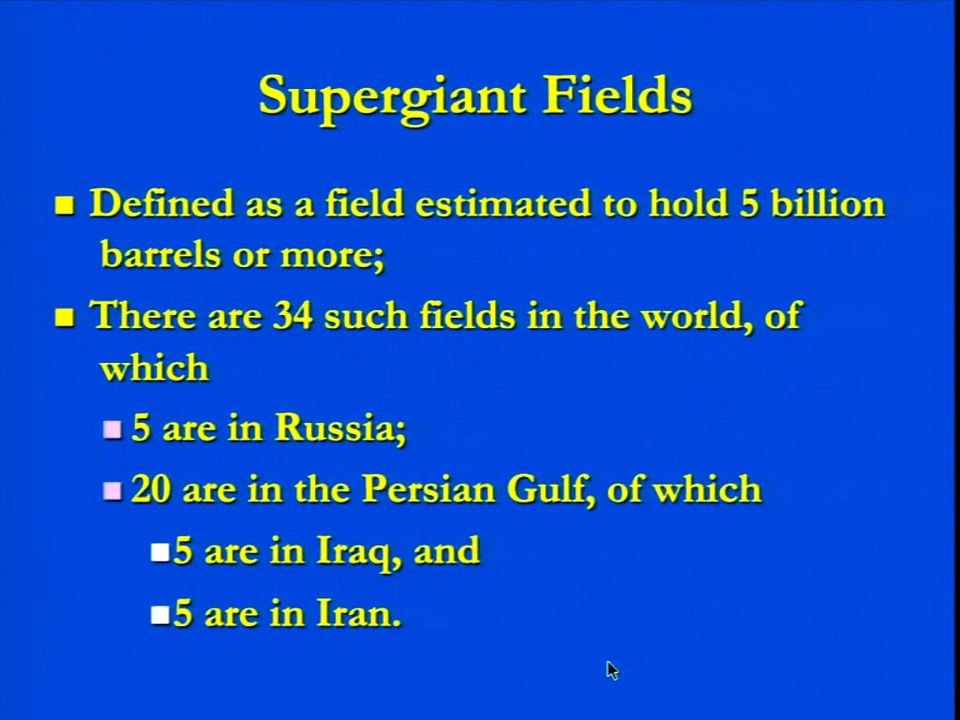 Supergiant Fields
Defined as a field estimated to hold 5 billion
barrels or more;
There are 34 such fields in the world, of
which
5 are in Russia;
20 are in the Persian Gulf, of which
5 are in Iraq, and
5 are in Iran.